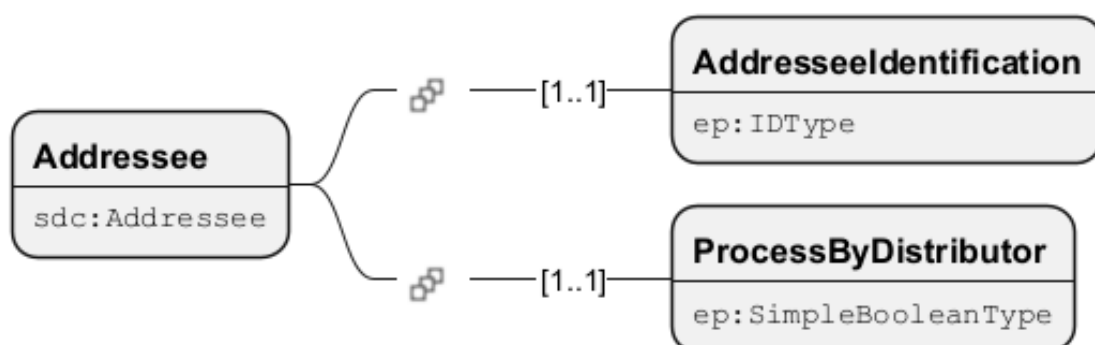 AddresseeIdentification
[1..1]
ep:IDType
Addressee
sdc:Addressee
ProcessByDistributor
[1..1]
ep:SimpleBooleanType